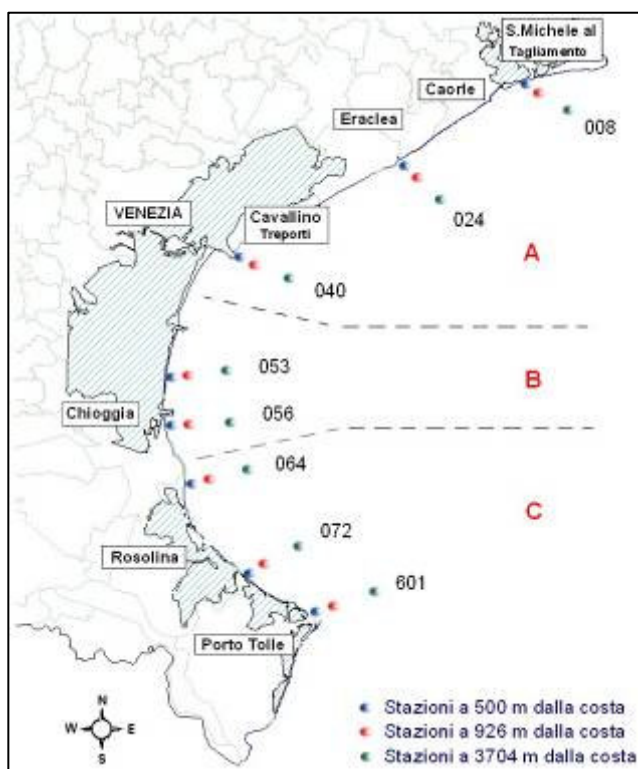 S.Michele al
Tagliamento
Caorle
008
Eraclea
024
VENEZIA
Cavallino
Treporti
A
040
053
B
Chioggia
056
064
C
072
Rosolina
601
Porto Tolle
N
W E
S
Stazioni a 500 m dalla costa
Stazioni a 926 m dalla costa
Stazioni a 3704 m dalla costa